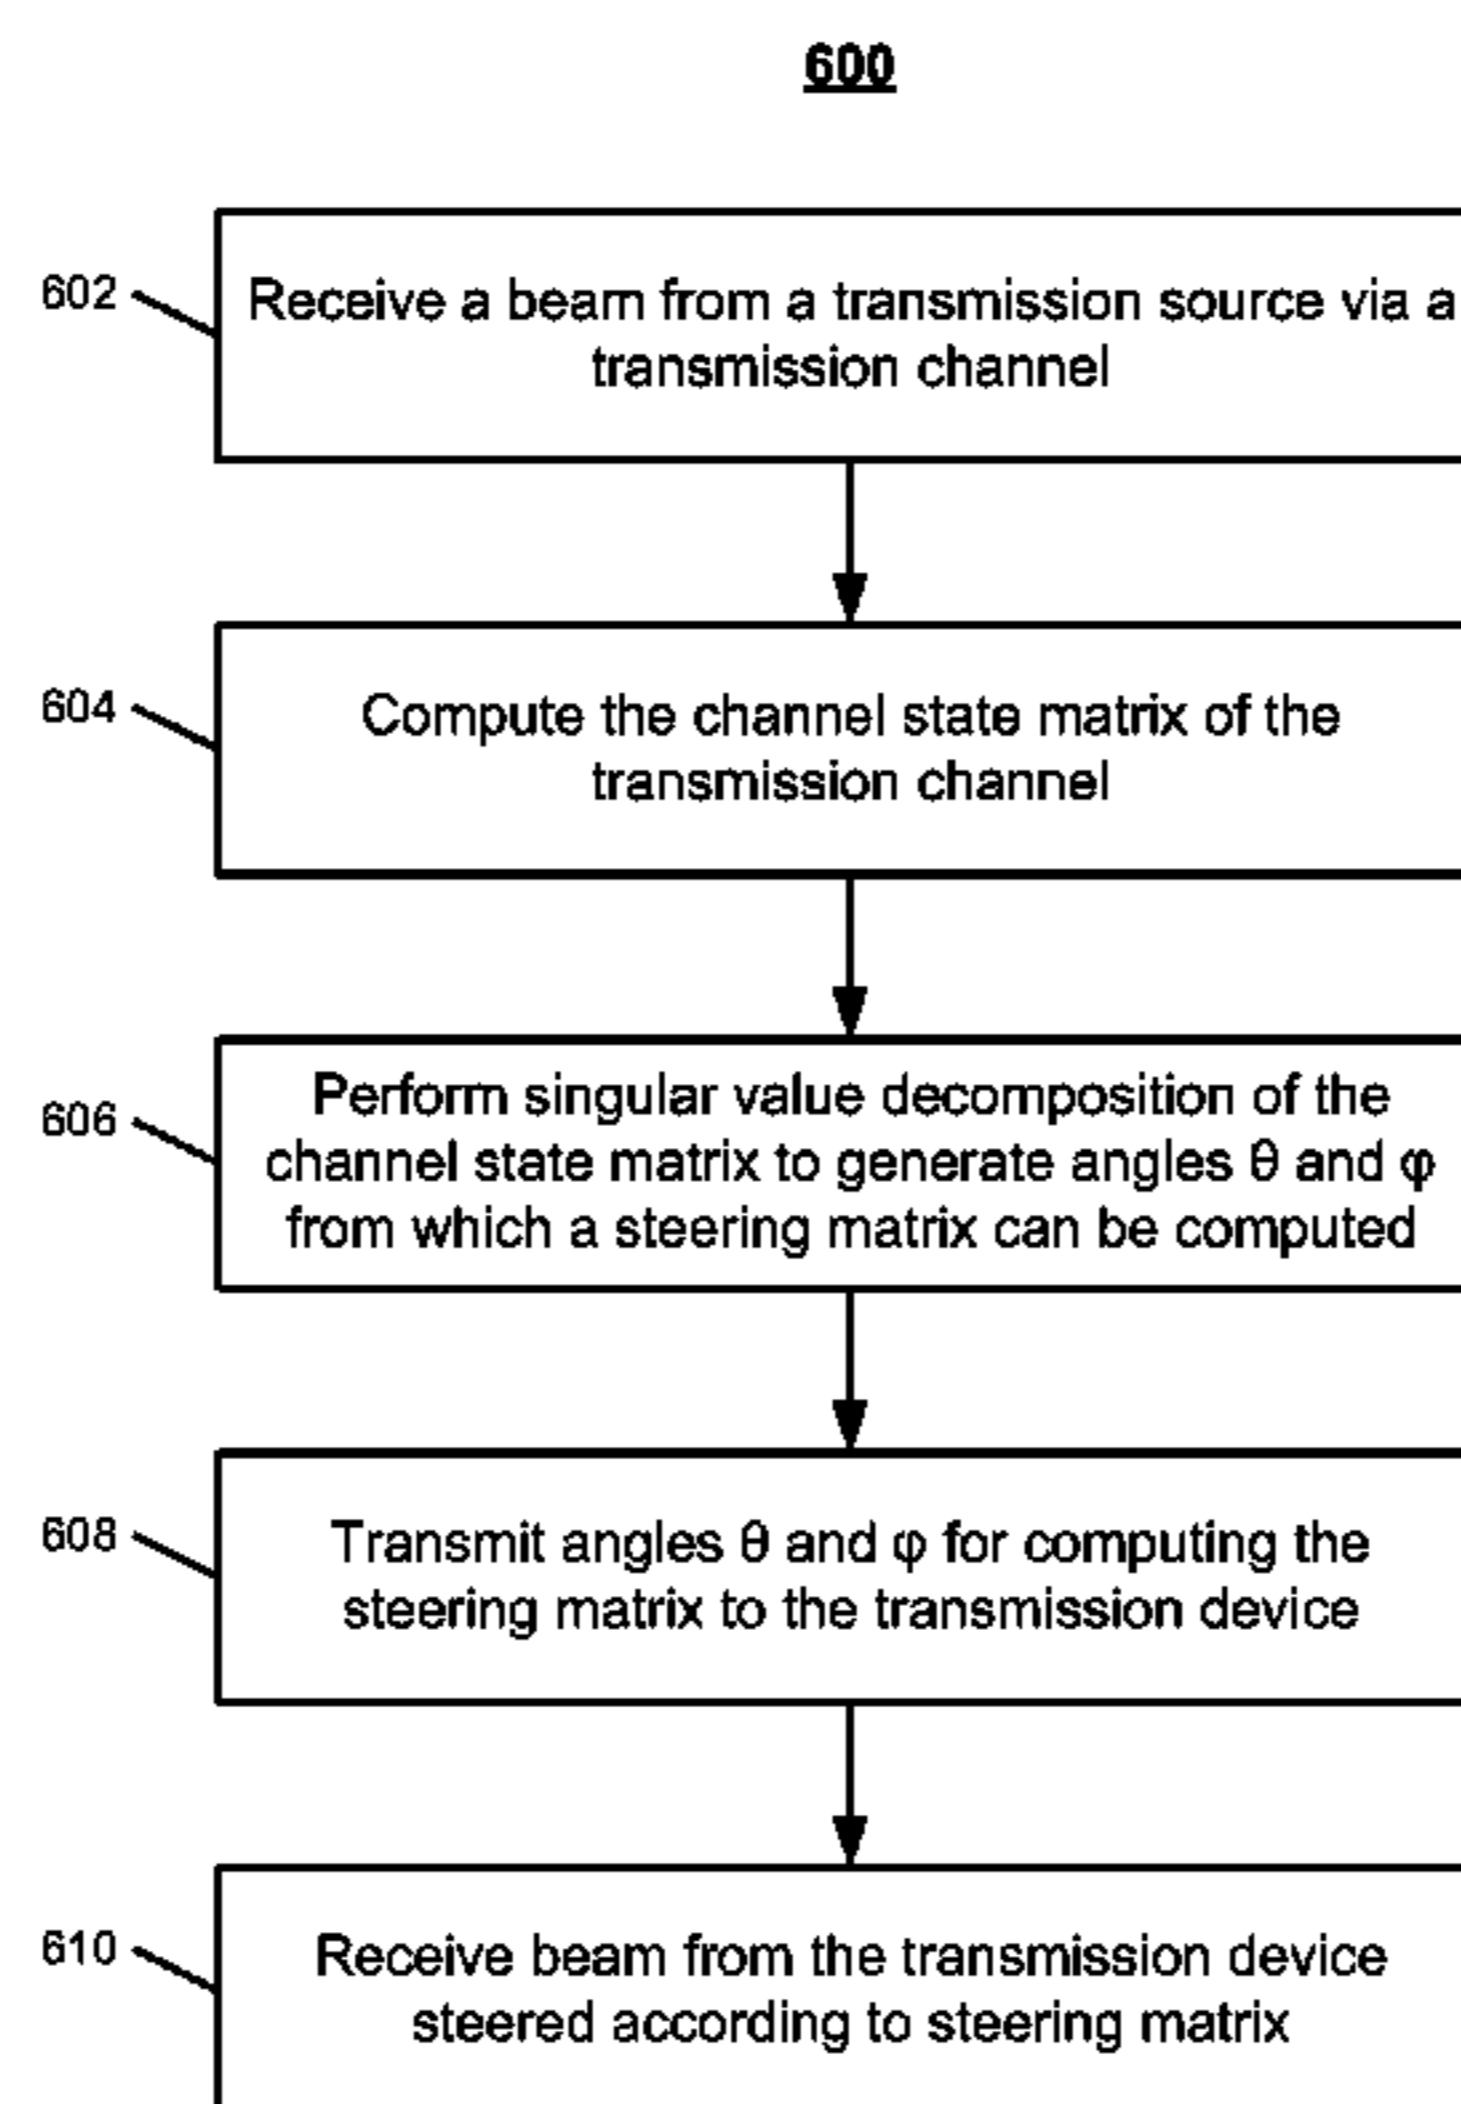 600
602
Receive a beam from a transmission source via a
transmission channel
604
Compute the channel state matrix of the
transmission channel
606
Perform singular value decomposition of the
channel state matrix to generate angles θ and φ
from which a steering matrix can be computed
608
Transmit angles θ and φ for computing the
steering matrix to the transmission device
610
Receive beam from the transmission device
steered according to steering matrix